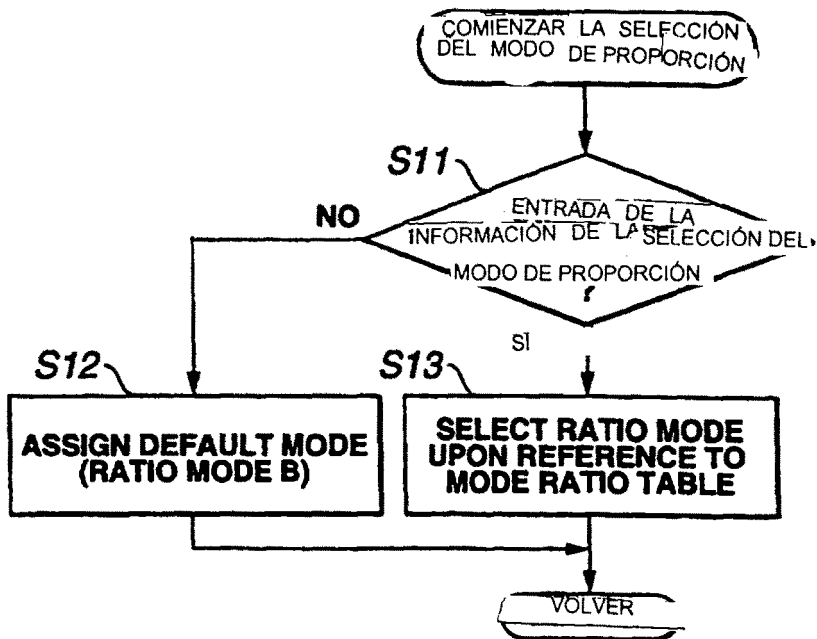 COMIENZAR LA SELECCIÓN
DEL MODO DE PROPORCIÓN
S11
NO
ENTRADA DE LA
INFORMACIÓN DE LA SELECCIÓN DEL
MODO DE PROPORCIÓN
?
SÍ
S12
S13
ASSIGN DEFAULT MODE
(RATIO MODE B)
SELECT RATIO MODE
UPON REFERENCE TO
MODE RATIO TABLE
VOLVER